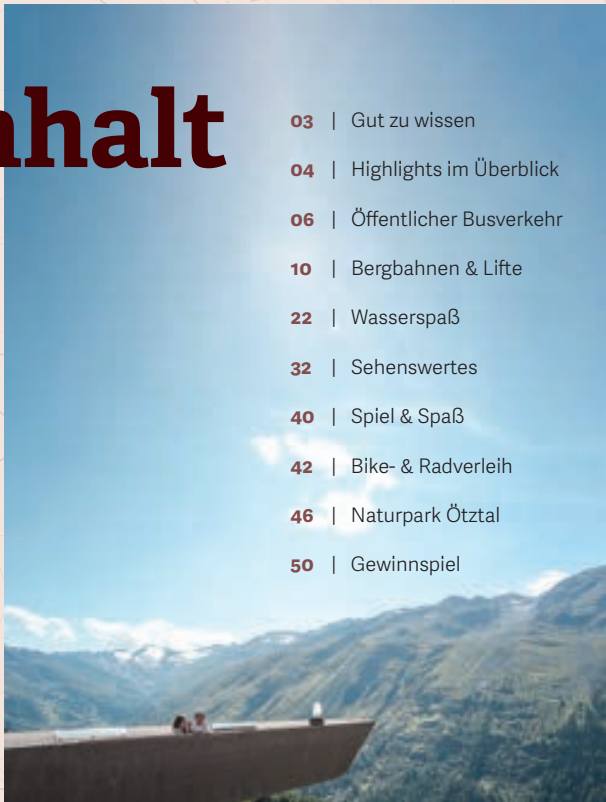 nhalt
03 | Gut zu wissen
04 | Highlights im Überblick
06 | Öffentlicher Busverkehr
10 | Bergbahnen & Lifte
22 | Wasserspaß
32 | Sehenswertes
40 | Spiel & Spaß
42 | Bike- & Radverleih
46 | Naturpark Ötztal
50 | Gewinnspiel